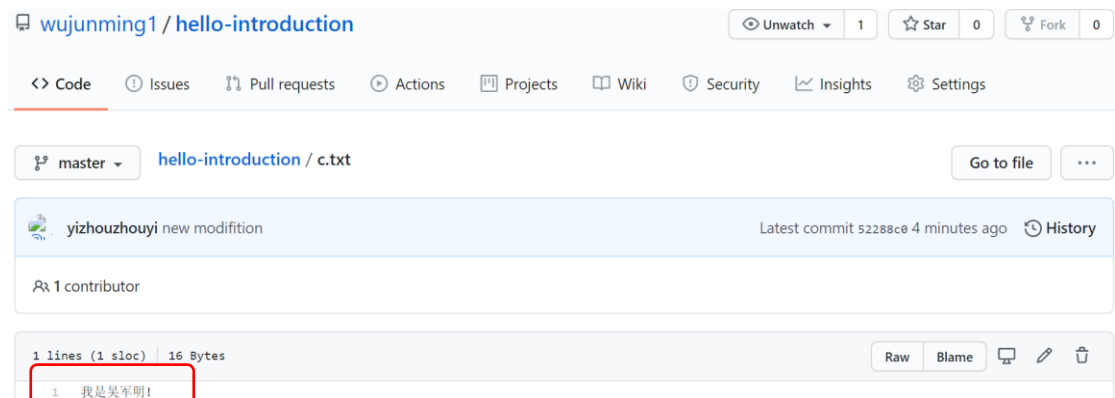 wujunming1 / hello-introduction Unwatch 1 Star 0 Fork 0
Code Issues Pull requests Actions Projects Wiki Security Insights Settings
master hello-introduction / c.txt Go to file ...
yizhouzhouyi new modifition Latest commit 52288c0 4 minutes ago History
1 contributor
1 lines (1 sloc) 16 Bytes Raw Blame
1 我是吴军明!